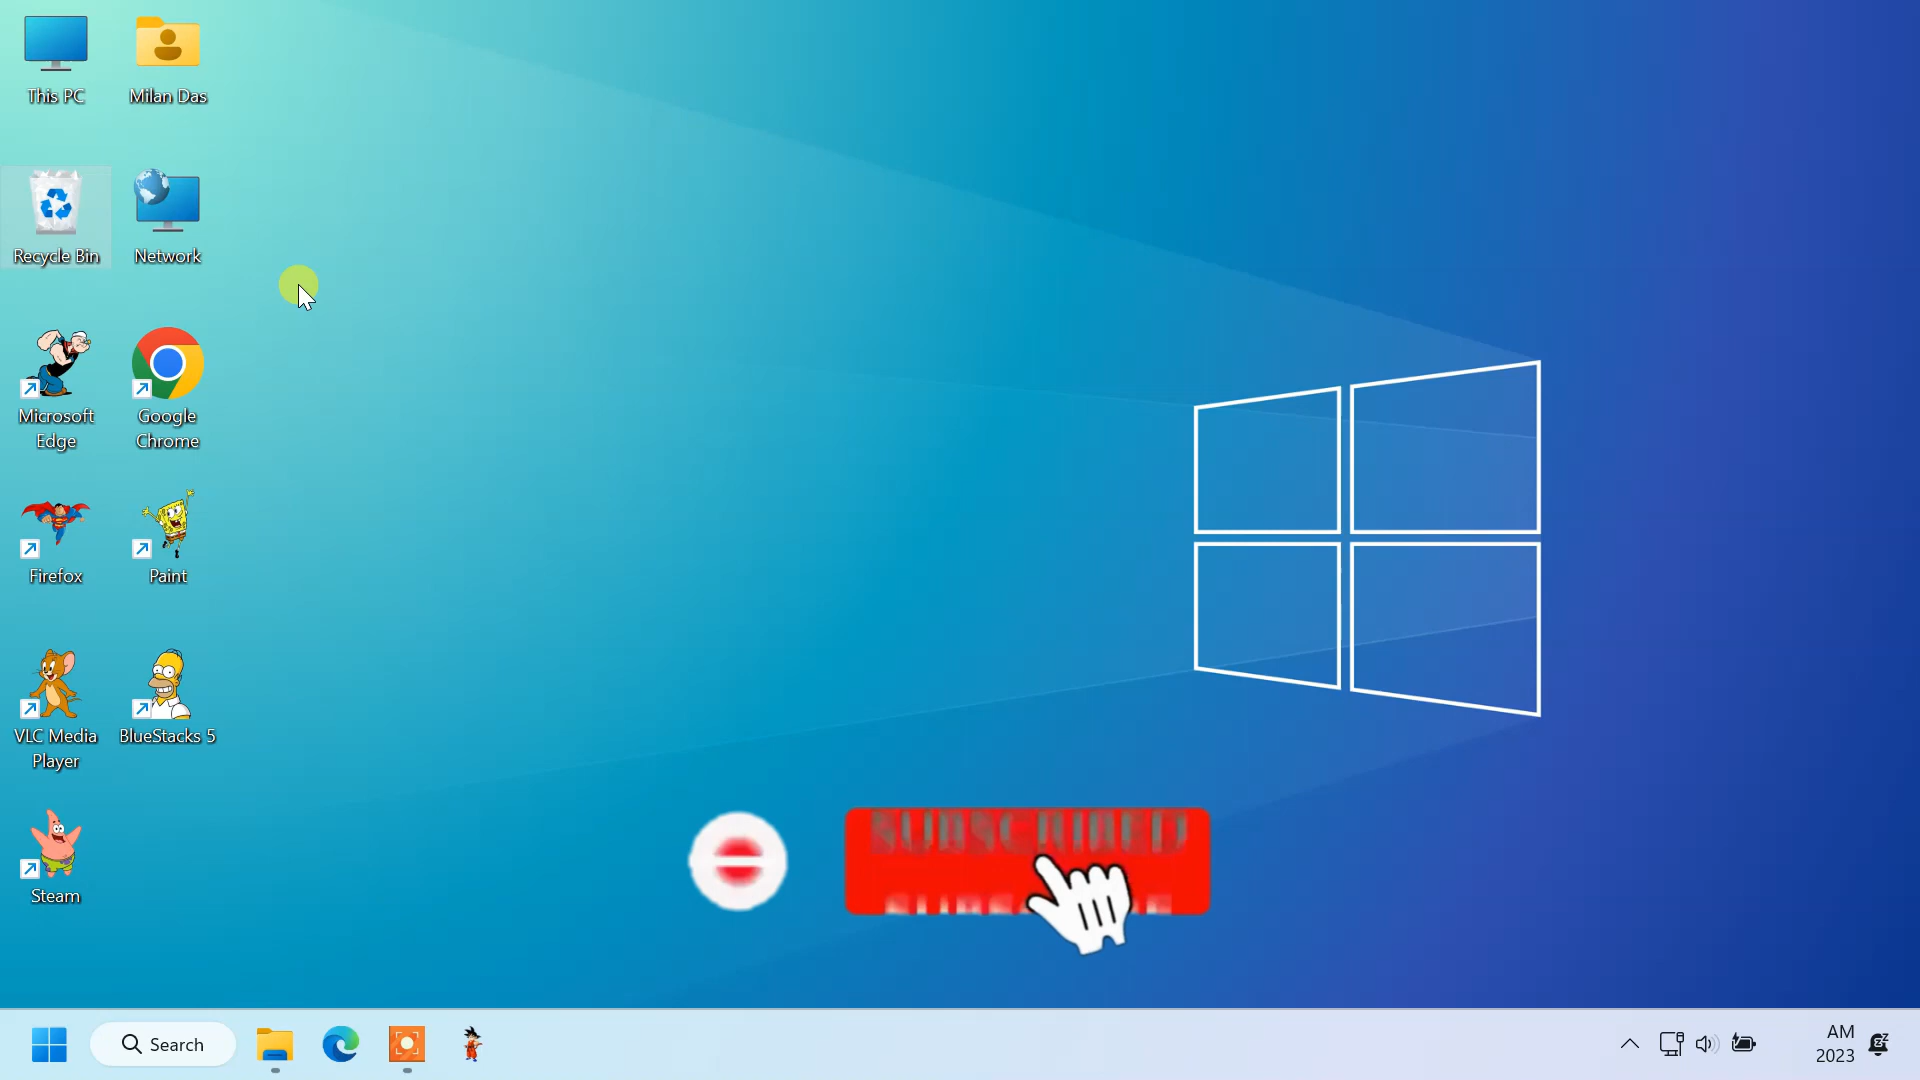 This PC
Milan Das
Recycle Bin
Network
Microsoft
Edge
Google
Chrome
Firefox
Paint
VLC Media
Player
BlueStacks 5
Steam
SUBSCRIBED
Search
AM
2023